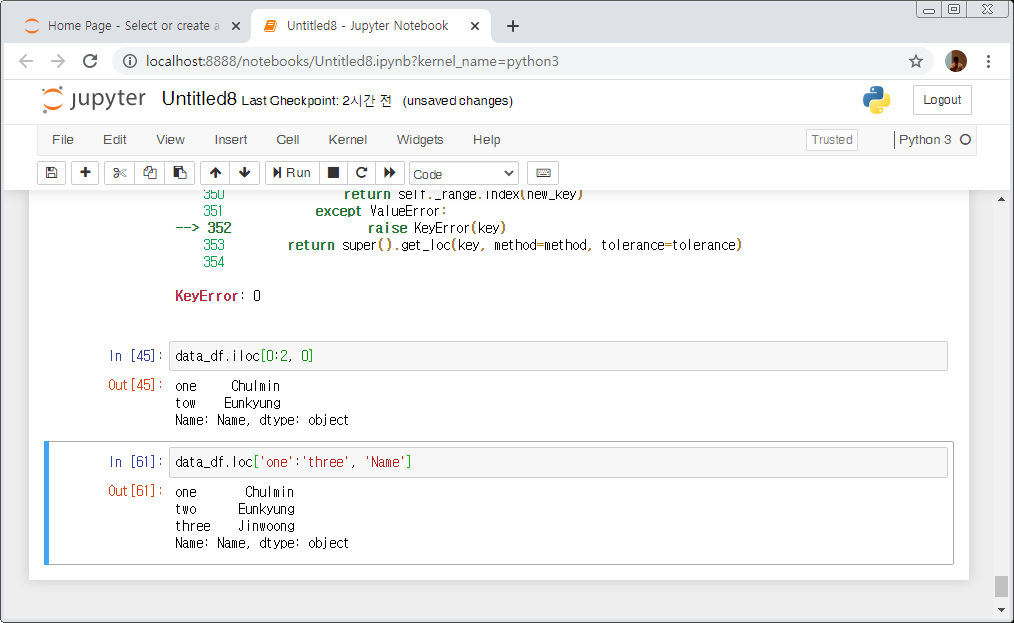 Home Page - Select or create a
Untitled8 - Jupyter Notebook
localhost:8888/notebooks/Untitled8.ipynb?kernel_name=python3
jupyter Untitled8 Last Checkpoint: 2시간 전 (unsaved changes)
Logout
File Edit View Insert Cell Kernel Widgets Help Trusted Python 3
Run Code
350 return self._range.index(new_key)
351 except ValueError:
--> 352 raise KeyError(key)
353 return super().get_loc(key, method=method, tolerance=tolerance)
354
KeyError: 0
In [45]: data_df.iloc[0:2, 0]
Out[45]: one Chulmin
tow Eunkyung
Name: Name, dtype: object
In [61]: data_df.loc['one':'three', 'Name']
Out[61]: one Chulmin
two Eunkyung
three Jinwoong
Name: Name, dtype: object